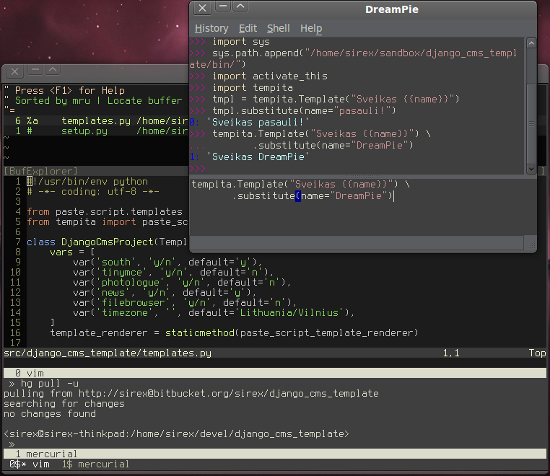 DreamPie
History Edit Shell Help
>>> import sys
>>> sys.path.append("/home/sirex/sandbox/django_cms_templ
ate/bin/")
>>> import activate_this
>>> import tempita
>>> tmpl = tempita.Template("Sveikas {{name}}")
>>> tmpl.substitute(name="pasauli!")
0: 'Sveikas pasauli!'
>>> tempita.Template("Sveikas {{name}}") \
.substitute(name="DreamPie")
1: 'Sveikas DreamPie'
>>>
tempita.Template("Sveikas {{name}}") \
.substitute(name="DreamPie")
" Press <F1> for Help
" Sorted by mru | Locate buffer
"=
6 %a templates.py /home/sir
1 # setup.py /home/sir
~
~
[BufExplorer]
1 #!/usr/bin/env python
2 # -*- coding: utf-8 -*-
3
4 from paste.script.templates
5 from tempita import paste_sc
6
7 class DjangoCmsProject(Templ
8 vars = [
9 var('south', 'y/n', default='y'),
10 var('tinymce', 'y/n', default='n'),
11 var('photologue', 'y/n', default='n'),
12 var('news', 'y/n', default='y'),
13 var('filebrowser', 'y/n', default='n'),
14 var('timezone', '', default='Lithuania/Vilnius'),
15 ]
16 template_renderer = staticmethod(paste_script_template_renderer)
17
src/django_cms_template/templates.py 1,1 Top
0 vim
» hg pull -u
pulling from http://sirex@bitbucket.org/sirex/django_cms_template
searching for changes
no changes found
<sirex@sirex-thinkpad:/home/sirex/devel/django_cms_template>
»
1 mercurial
0$* vim 1$ mercurial